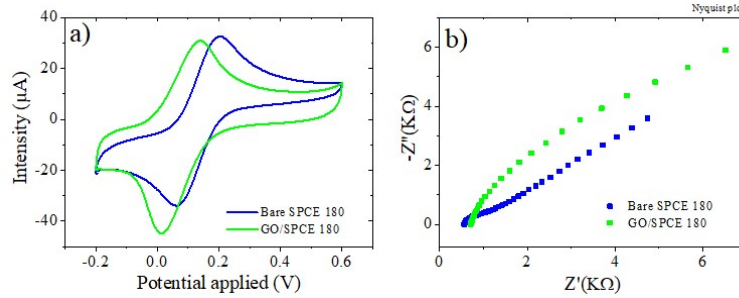 a)
Intensity (µA)
40
20
0
-20
-40
Bare SPCE 180
GO/SPCE 180
-0.2 0.0 0.2 0.4 0.6
Potential applied (V)
b)
-Z"(KΩ)
6
4
2
0
Bare SPCE 180
GO/SPCE 180
0 2 4 6
Z'(KΩ)